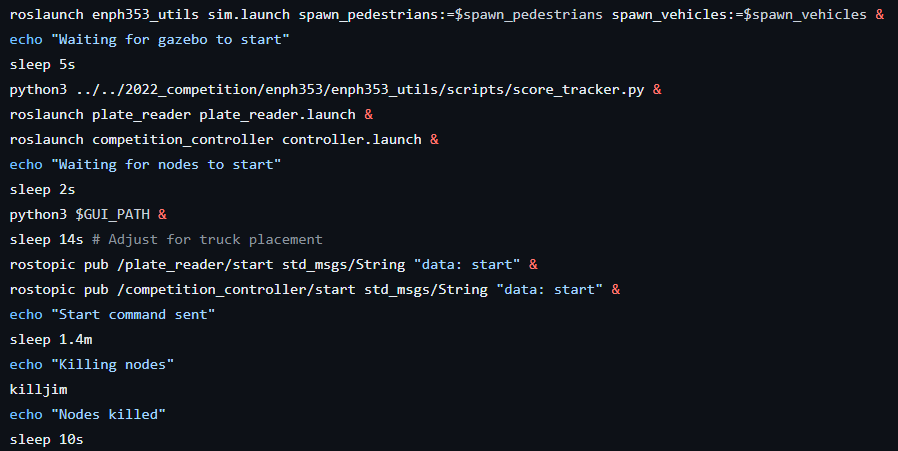 roslaunch enph353_utils sim.launch spawn_pedestrians:=$spawn_pedestrians spawn_vehicles:=$spawn_vehicles &
echo "Waiting for gazebo to start"
sleep 5s
python3 ../../2022_competition/enph353/enph353_utils/scripts/score_tracker.py &
roslaunch plate_reader plate_reader.launch &
roslaunch competition_controller controller.launch &
echo "Waiting for nodes to start"
sleep 2s
python3 $GUI_PATH &
sleep 14s # Adjust for truck placement
rostopic pub /plate_reader/start std_msgs/String "data: start" &
rostopic pub /competition_controller/start std_msgs/String "data: start" &
echo "Start command sent"
sleep 1.4m
echo "Killing nodes"
killjim
echo "Nodes killed"
sleep 10s